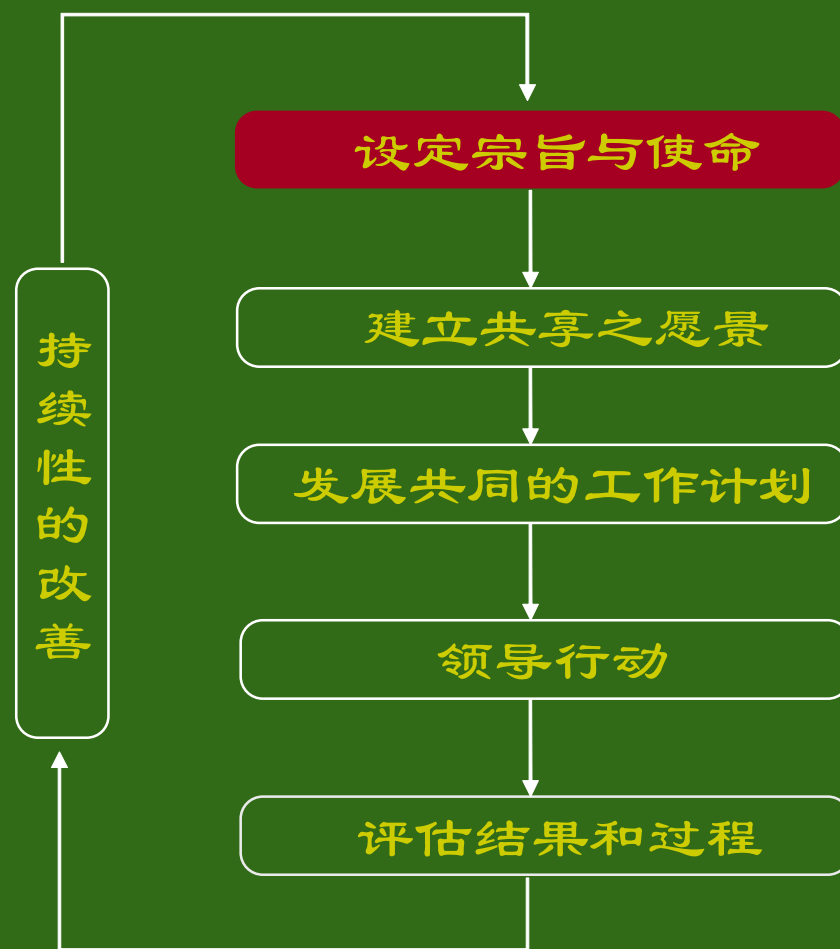 设定宗旨与使命
建立共享之愿景
发展共同的工作计划
领导行动
评估结果和过程
持续性的改善